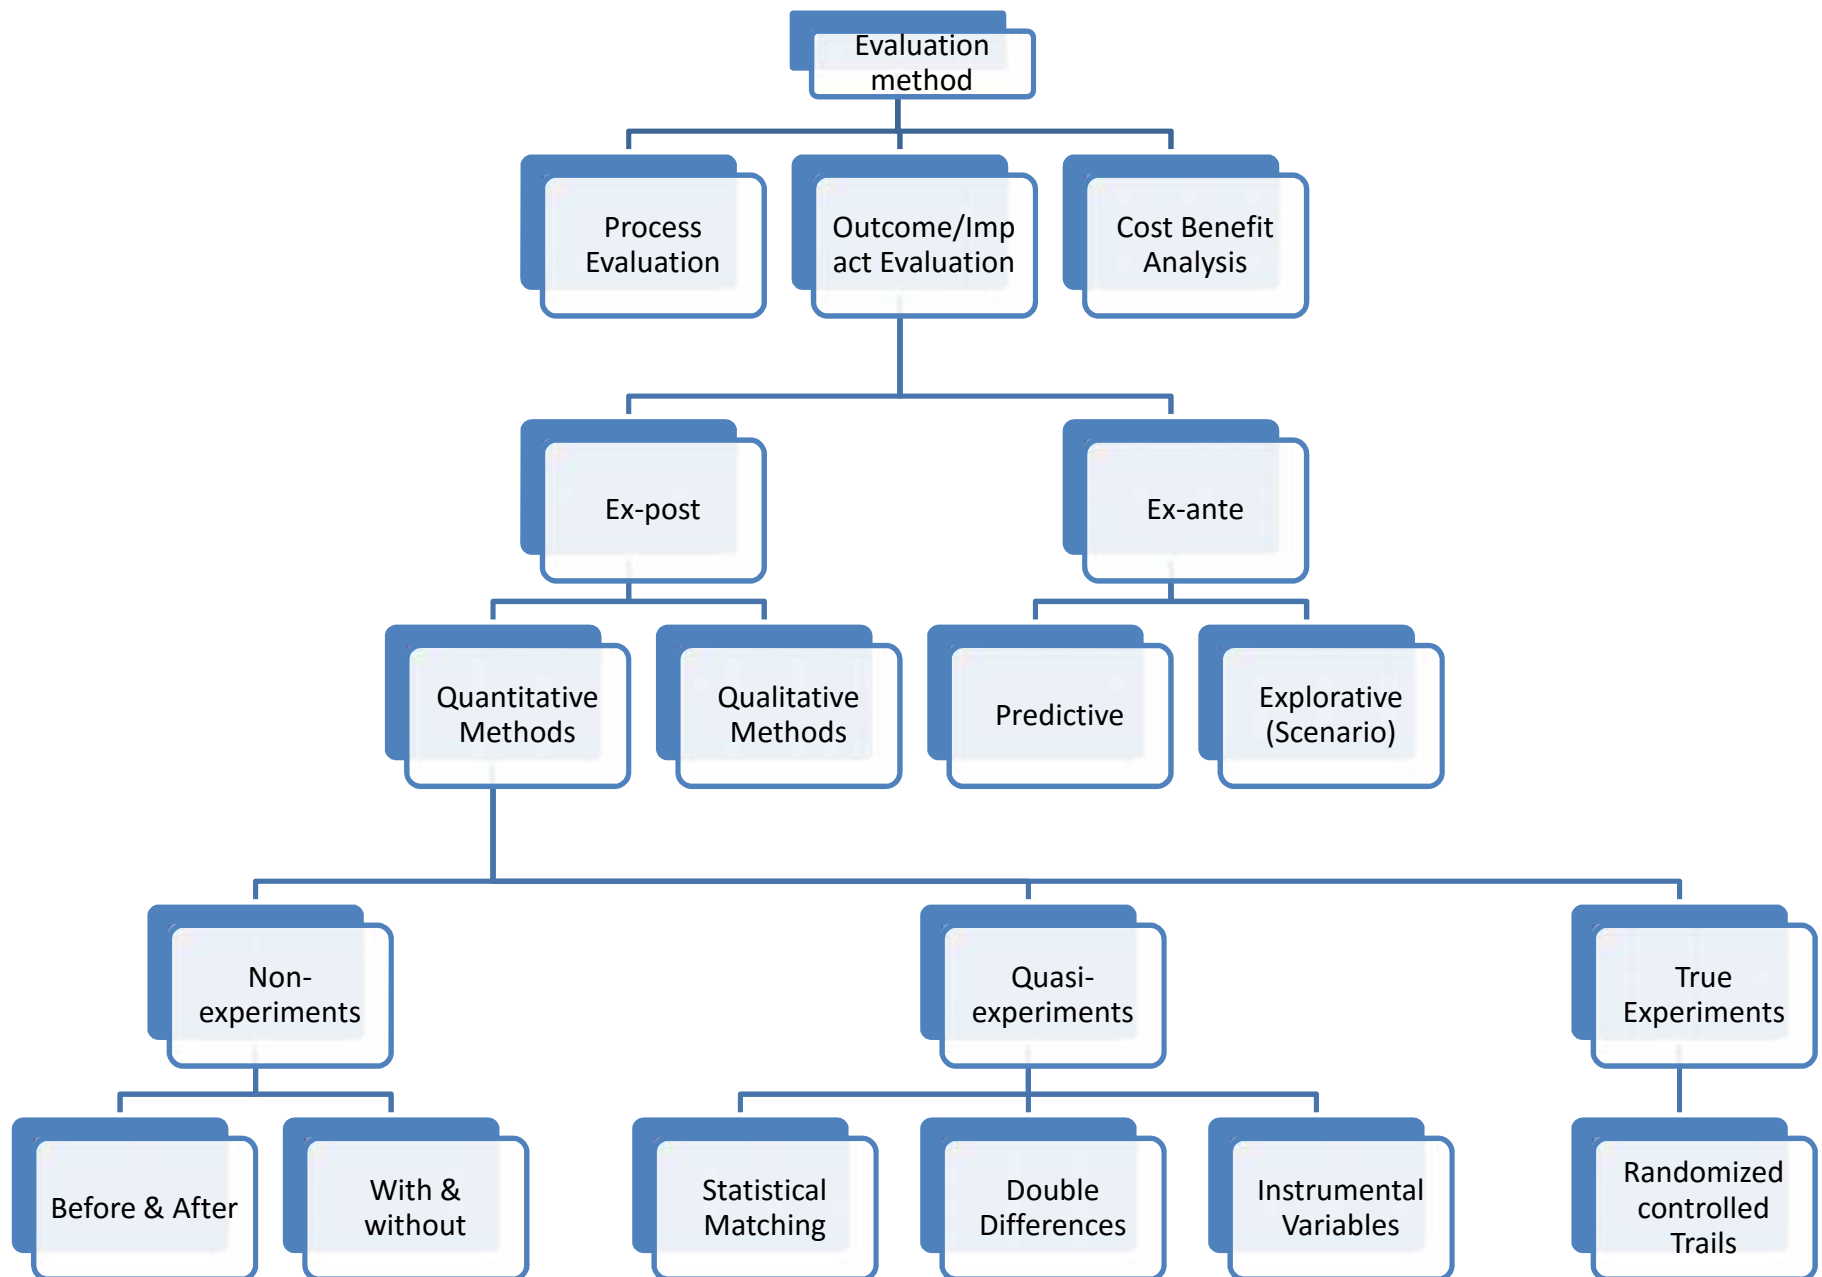 Evaluation
method
Process
Evaluation
Outcome/Imp
act Evaluation
Cost Benefit
Analysis
Ex-post
Ex-ante
Quantitative
Methods
Qualitative
Methods
Predictive
Explorative
(Scenario)
Non-
experiments
Quasi-
experiments
True
Experiments
Before & After
With &
without
Statistical
Matching
Double
Differences
Instrumental
Variables
Randomized
controlled
Trails